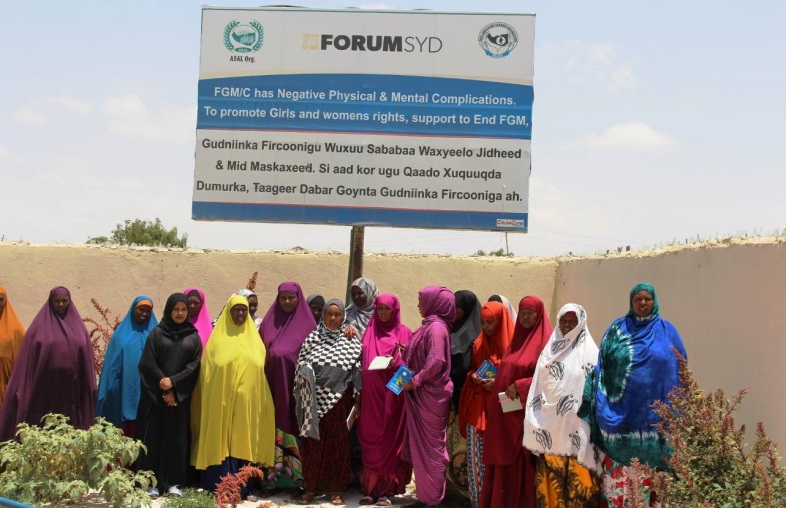 ASAL Org.
FORUMSYD
FGM/C has Negative Physical & Mental Complications.
To promote Girls and womens rights, support to End FGM,
Gudniinka Fircoonigu Wuxuu Sababaa Waxyeelo Jidheed
& Mid Maskaxeed. Si aad kor ugu Qaado Xuquuqda
Dumurka, Taageer Dabar Goynta Gudniinka Fircooniga ah.